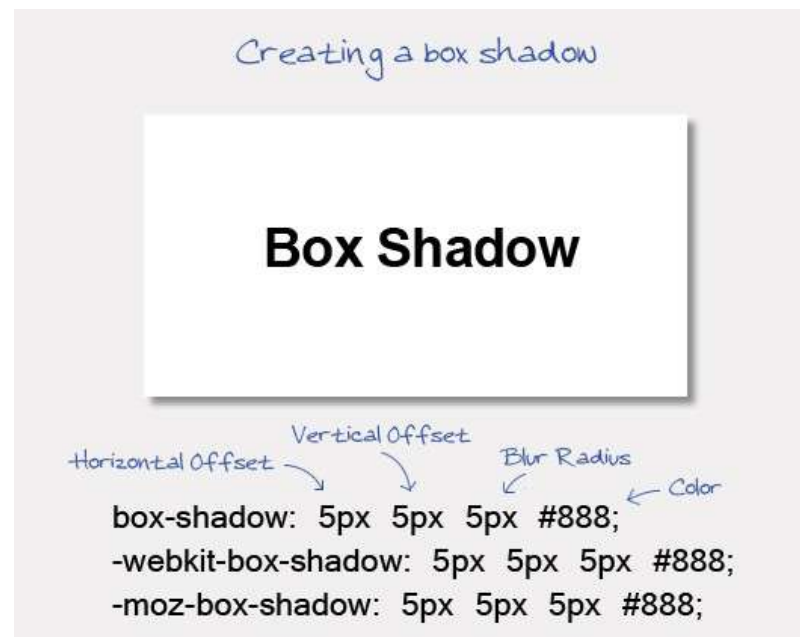 Creating a box shadow
Box Shadow
Vertical Offset
Horizontal Offset
Blur Radius
Color
box-shadow: 5px 5px 5px #888;
-webkit-box-shadow: 5px 5px 5px #888;
-moz-box-shadow: 5px 5px 5px #888;